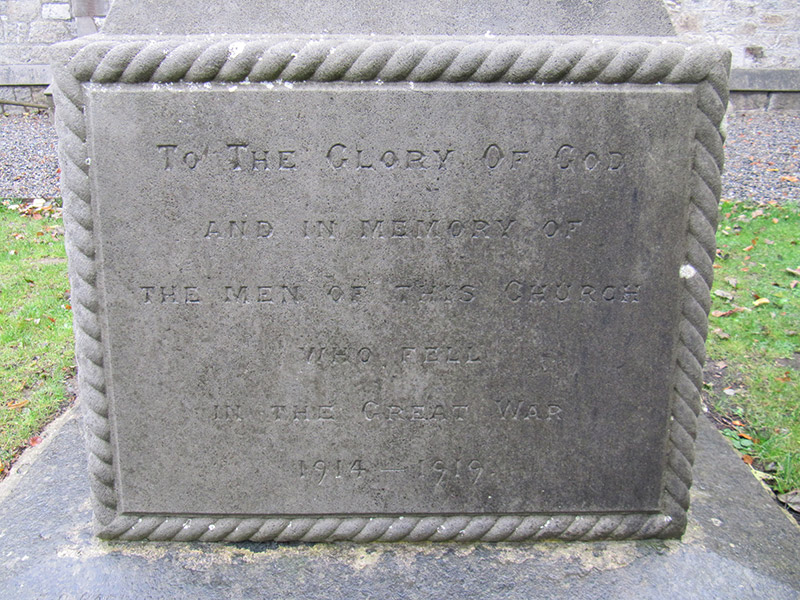 To The Glory Of God
AND IN MEMORY OF
THE MEN OF THIS CHURCH
WHO FELL
IN THE GREAT WAR
1914 — 1919